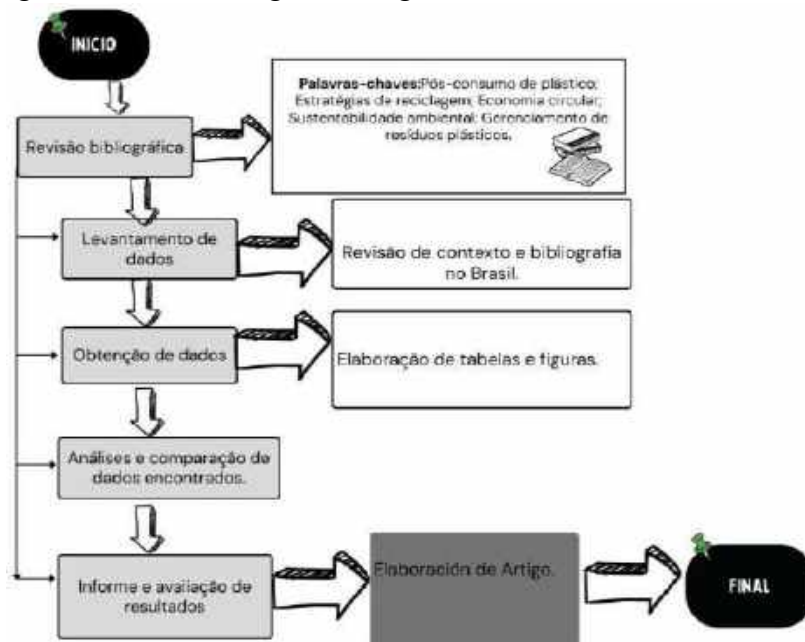 INICIO
Palavras-chaves:Pós-consumo de plástico;
Estratégias de reciclagem; Economia circular;
Sustentabilidade ambiental; Gerenciamento de
resíduos plásticos.
Revisão bibliográfica
Levantamento de
dados
Revisão de contexto e bibliografia
no Brasil.
Obtenção de dados
Elaboração de tabelas e figuras.
Análises e comparação de
dados encontrados.
Informe e avaliação de
resultados
Elaboración de Artigo.
FINAL